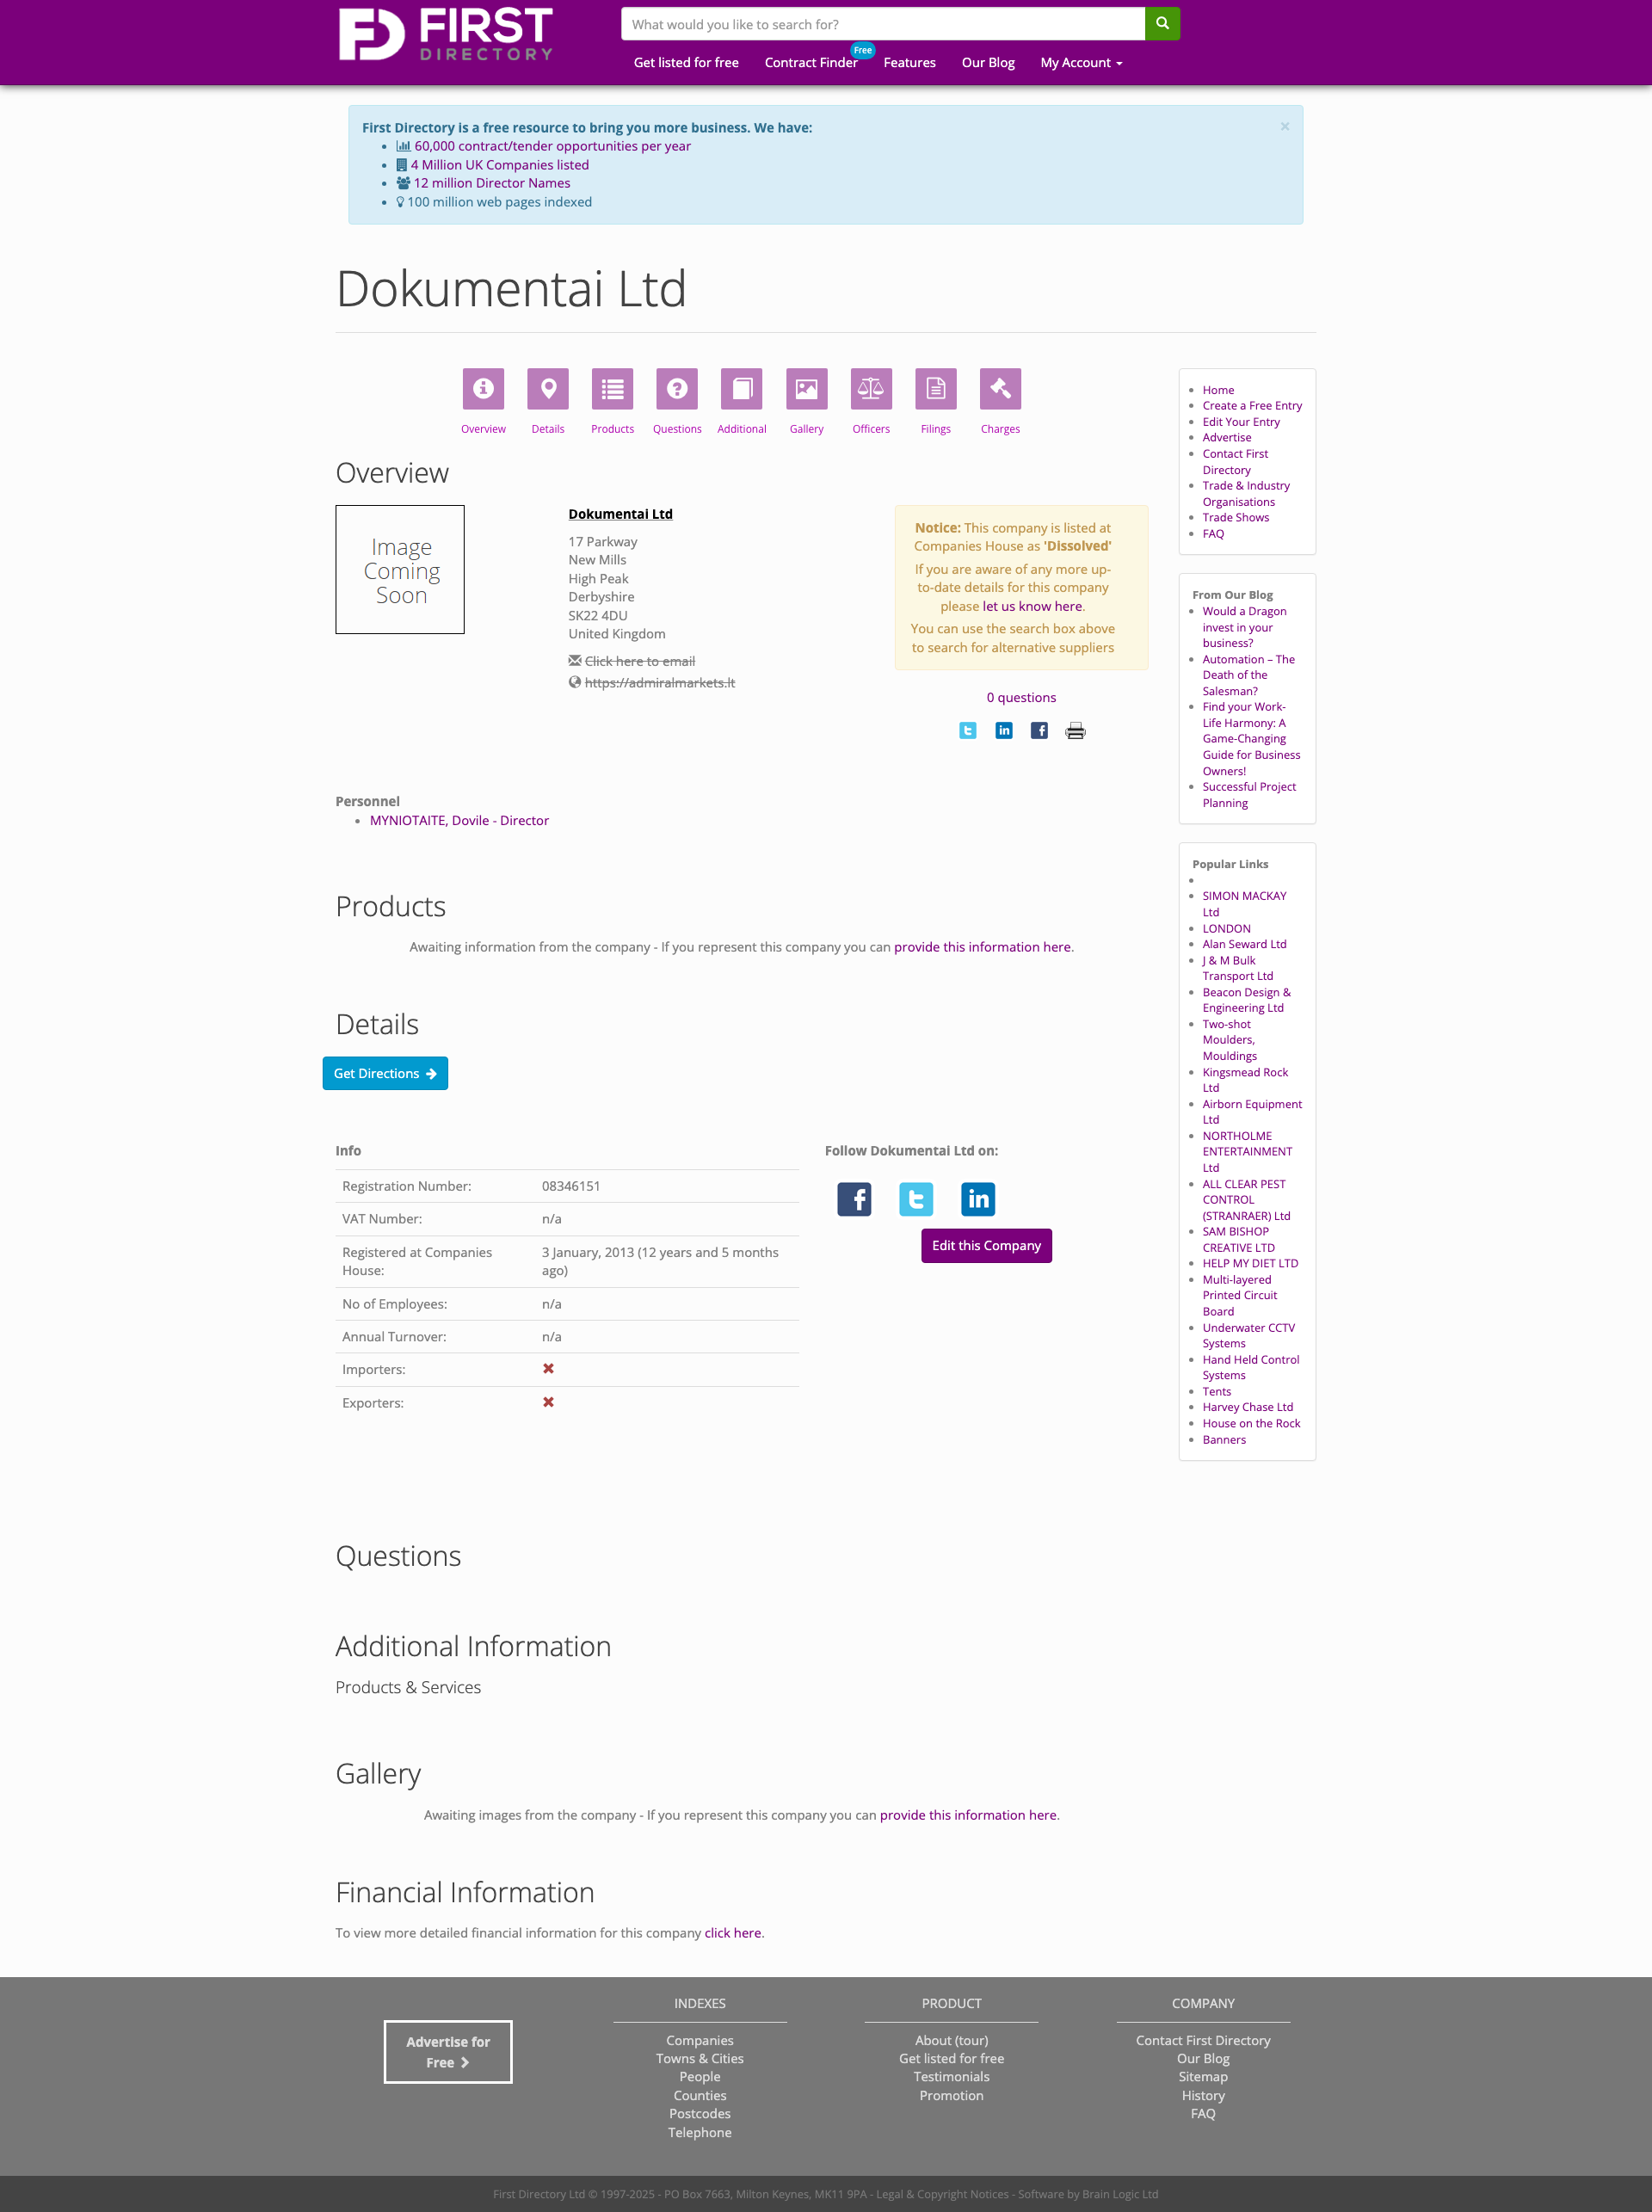 FD FIRST
DIRECTORY
What would you like to search for?
Get listed for free
Contract Finder
Free
Features
Our Blog
My Account
First Directory is a free resource to bring you more business. We have:
60,000 contract/tender opportunities per year
4 Million UK Companies listed
12 million Director Names
100 million web pages indexed
×
Dokumentai Ltd
Overview
Details
Products
Questions
Additional
Gallery
Officers
Filings
Charges
Overview
Image
Coming
Soon
Dokumentai Ltd
17 Parkway
New Mills
High Peak
Derbyshire
SK22 4DU
United Kingdom
Click here to email
https://admiralmarkets.lt
Notice: This company is listed at
Companies House as 'Dissolved'
If you are aware of any more up-
to-date details for this company
please let us know here.
You can use the search box above
to search for alternative suppliers
0 questions
Personnel
MYNIOTAITE, Dovile - Director
Products
Awaiting information from the company - If you represent this company you can provide this information here.
Details
Get Directions
Info
Registration Number: 08346151
VAT Number: n/a
Registered at Companies
House:
3 January, 2013 (12 years and 5 months
ago)
No of Employees: n/a
Annual Turnover: n/a
Importers:
Exporters:
Follow Dokumentai Ltd on:
Edit this Company
Questions
Additional Information
Products & Services
Gallery
Awaiting images from the company - If you represent this company you can provide this information here.
Financial Information
To view more detailed financial information for this company click here.
Home
Create a Free Entry
Edit Your Entry
Advertise
Contact First
Directory
Trade & Industry
Organisations
Trade Shows
FAQ
From Our Blog
Would a Dragon
invest in your
business?
Automation – The
Death of the
Salesman?
Find your Work-
Life Harmony: A
Game-Changing
Guide for Business
Owners!
Successful Project
Planning
Popular Links
SIMON MACKAY
Ltd
LONDON
Alan Seward Ltd
J & M Bulk
Transport Ltd
Beacon Design &
Engineering Ltd
Two-shot
Moulders,
Mouldings
Kingsmead Rock
Ltd
Airborn Equipment
Ltd
NORTHOLME
ENTERTAINMENT
Ltd
ALL CLEAR PEST
CONTROL
(STRANRAER) Ltd
SAM BISHOP
CREATIVE LTD
HELP MY DIET LTD
Multi-layered
Printed Circuit
Board
Underwater CCTV
Systems
Hand Held Control
Systems
Tents
Harvey Chase Ltd
House on the Rock
Banners
Advertise for
Free
INDEXES
Companies
Towns & Cities
People
Counties
Postcodes
Telephone
PRODUCT
About (tour)
Get listed for free
Testimonials
Promotion
COMPANY
Contact First Directory
Our Blog
Sitemap
History
FAQ
First Directory Ltd © 1997-2025 - PO Box 7663, Milton Keynes, MK11 9PA - Legal & Copyright Notices - Software by Brain Logic Ltd